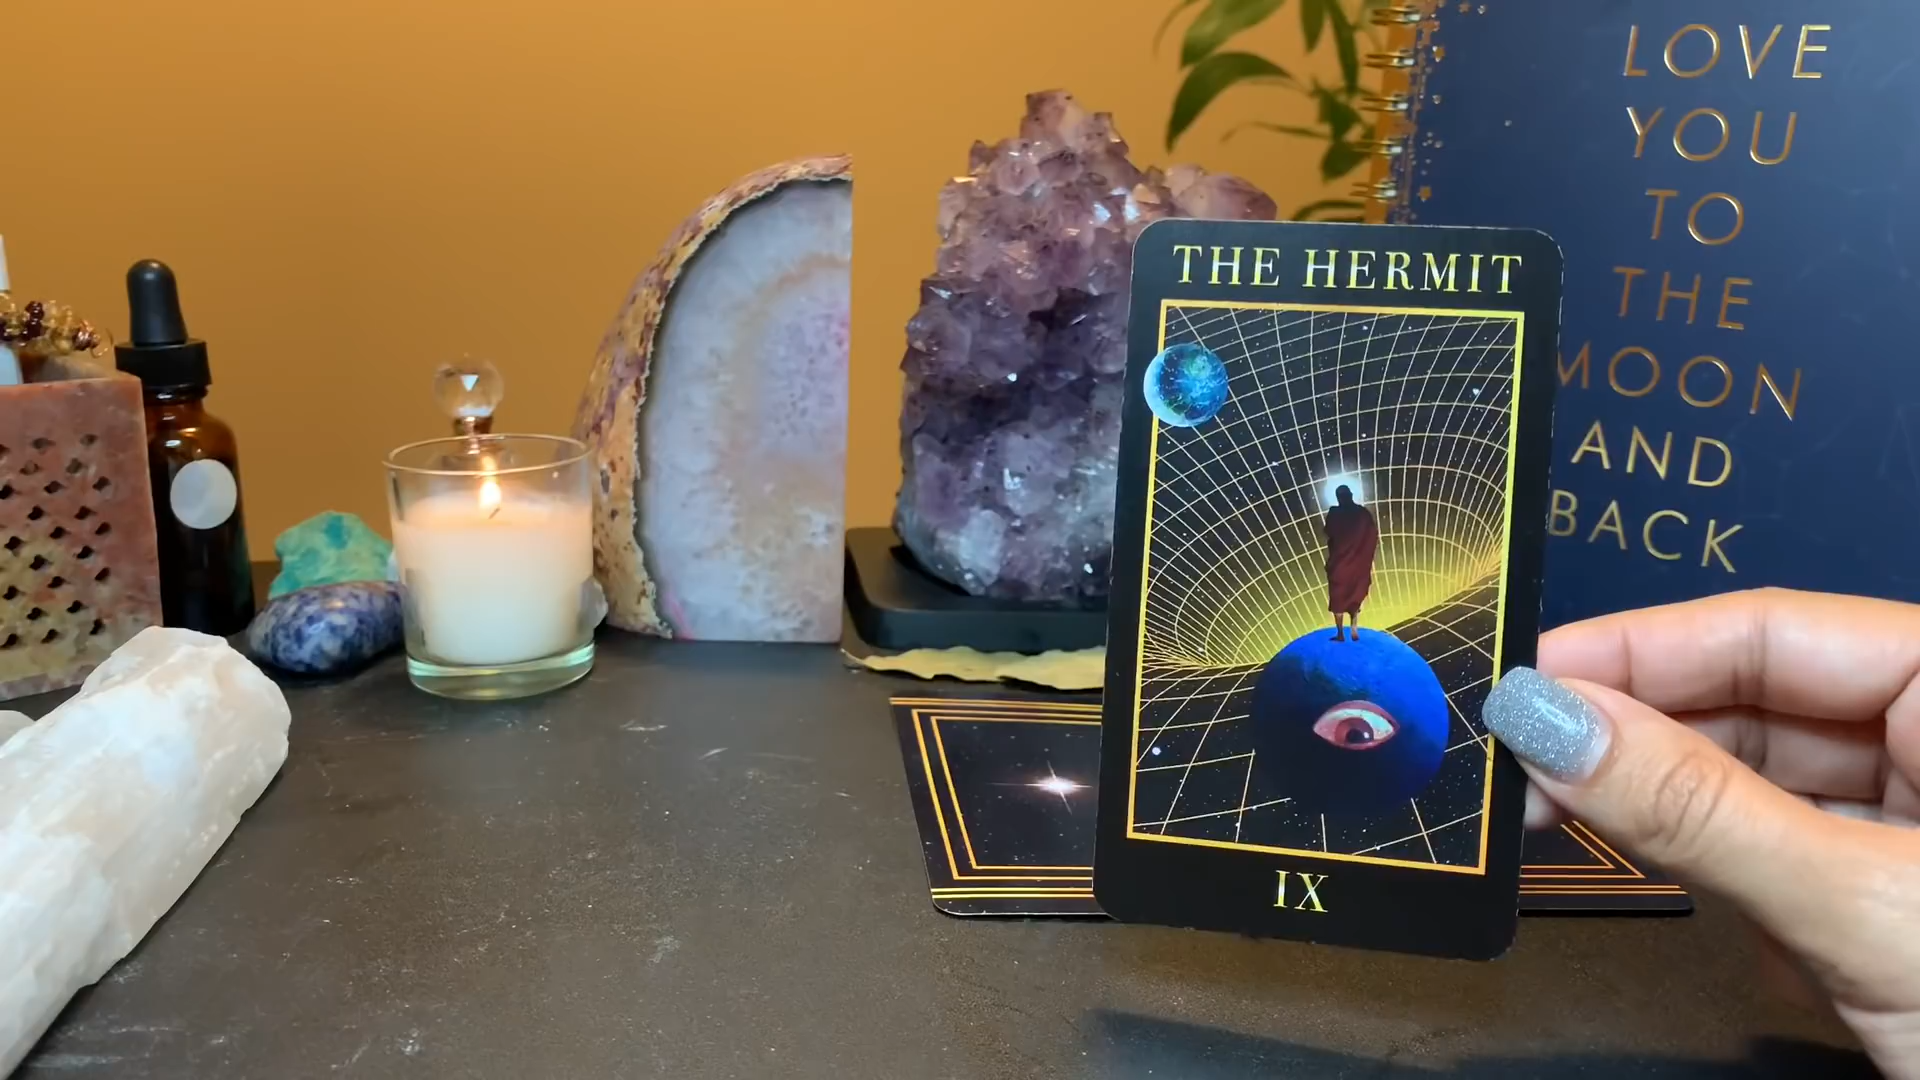 LOVE
YOU
TO
THE
MOON
AND
BACK
THE HERMIT
IX